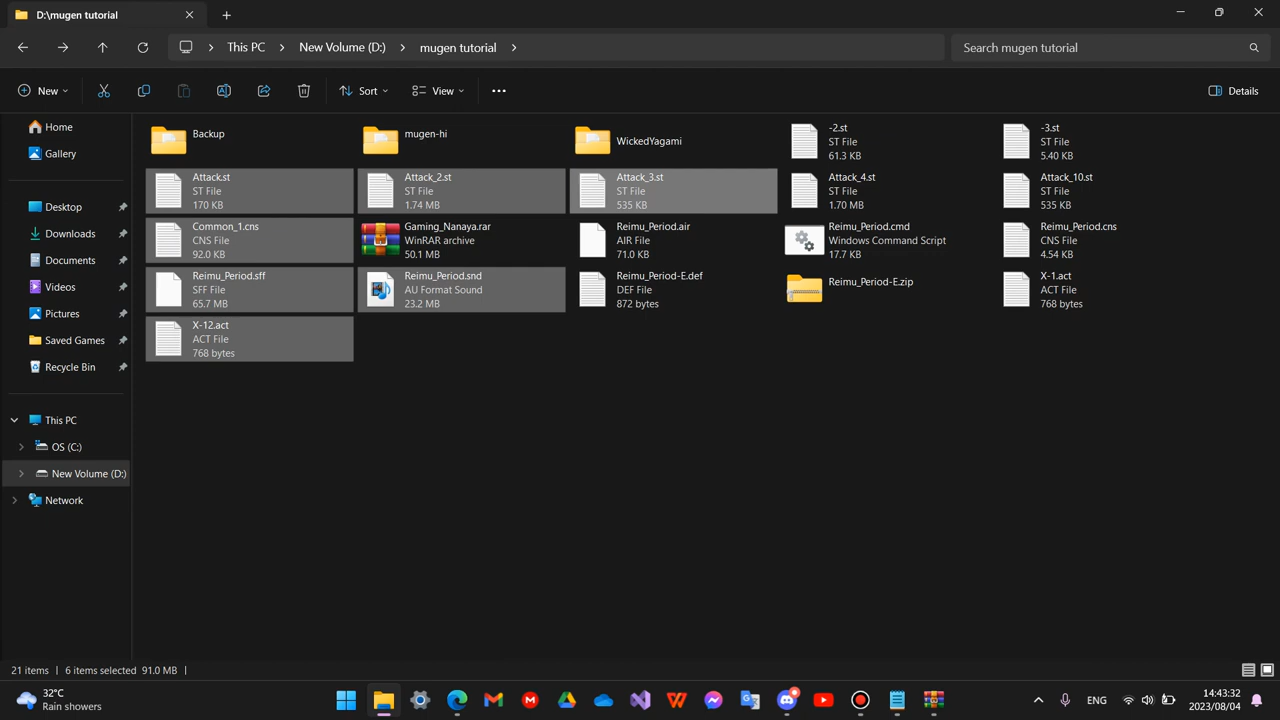 D:\mugen tutorial
This PC
New Volume (D:)
mugen tutorial
Search mugen tutorial
New
Sort
View
Details
Home
Gallery
Desktop
Downloads
Documents
Videos
Pictures
Saved Games
Recycle Bin
This PC
OS (C:)
New Volume (D:)
Network
Backup
mugen-hi
WickedYagami
-2.st
ST File
61.3 KB
-3.st
ST File
5.40 KB
Attack.st
ST File
170 KB
Attack_2.st
ST File
1.74 MB
Attack_3.st
ST File
535 KB
Attack_4.st
ST File
1.70 MB
Attack_10.st
ST File
535 KB
Common_1.cns
CNS File
92.0 KB
Gaming_Nanaya.rar
WinRAR archive
50.1 MB
Reimu_Period.air
AIR File
71.0 KB
Reimu_Period.cmd
Windows Command Script
17.7 KB
Reimu_Period.cns
CNS File
4.54 KB
Reimu_Period.sff
SFF File
65.7 MB
Reimu_Period.snd
AU Format Sound
23.2 MB
Reimu_Period-E.def
DEF File
872 bytes
Reimu_Period-E.zip
X-1.act
ACT File
768 bytes
X-12.act
ACT File
768 bytes
21 items
6 items selected 91.0 MB
32°C
Rain showers
ENG
14:43:32
2023/08/04